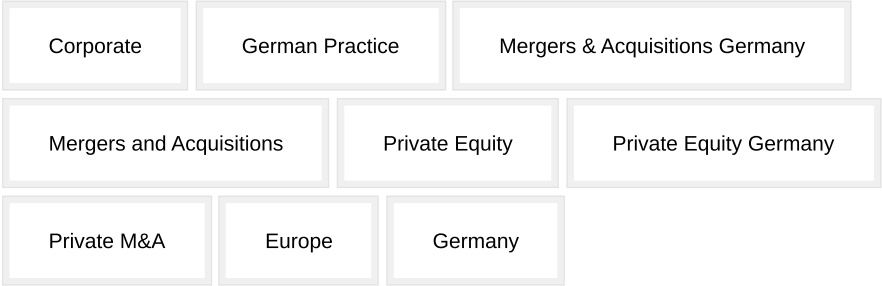 Corporate German Practice Mergers & Acquisitions Germany
Mergers and Acquisitions Private Equity Private Equity Germany
Private M&A Europe Germany